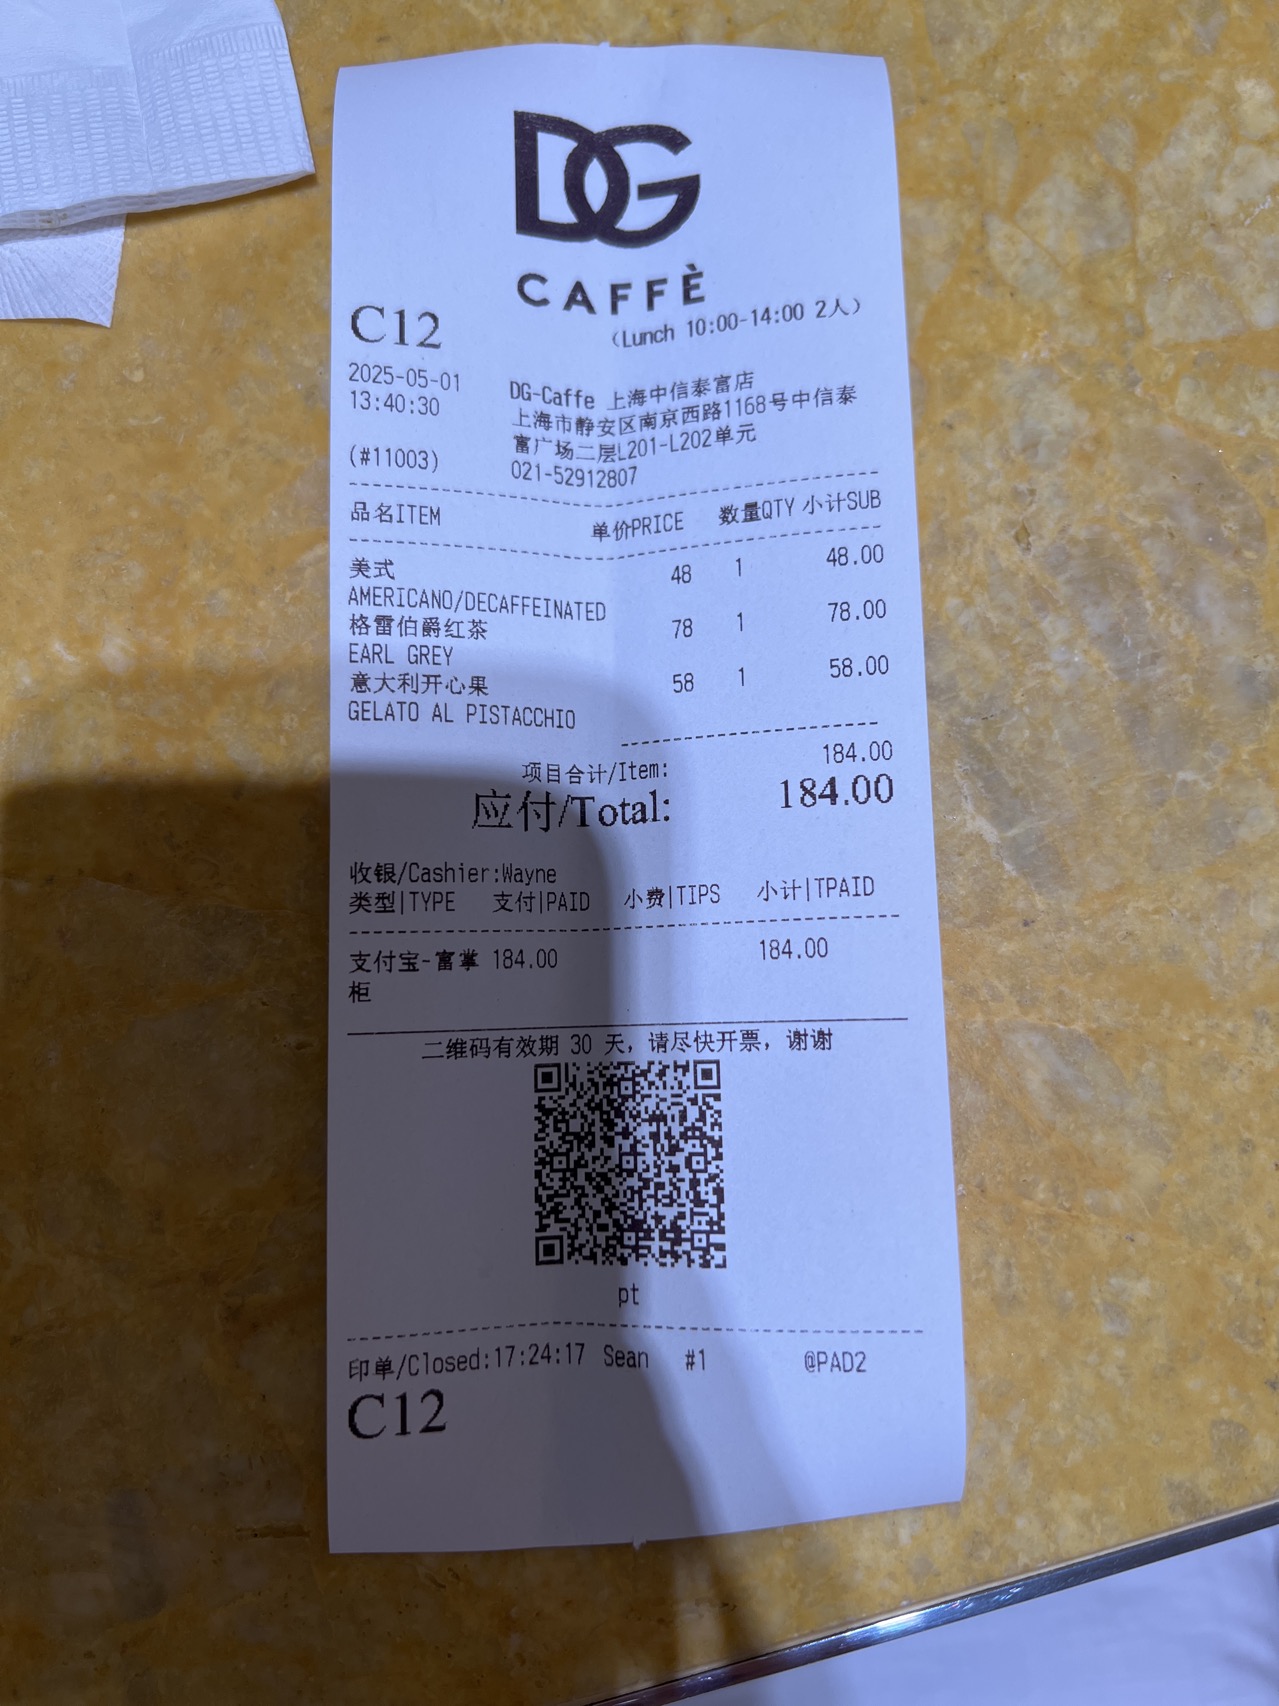 DG
CAFFÈ
C12
(Lunch 10:00-14:00 2人)
2025-05-01
13:40:30
(#11003)
DG-Caffe 上海中信泰富店
上海市静安区南京西路1168号中信泰
富广场二层L201-L202单元
021-52912807
品名ITEM 单价PRICE 数量QTY 小计SUB
美式 48 1 48.00
AMERICANO/DECAFFEINATED
格雷伯爵红茶 78 1 78.00
EARL GREY
意大利开心果 58 1 58.00
GELATO AL PISTACCHIO
项目合计/Item: 184.00
应付/Total: 184.00
收银/Cashier:Wayne
类型|TYPE 支付|PAID 小费|TIPS 小计|TPAID
支付宝-富掌 184.00 184.00
柜
二维码有效期 30 天，请尽快开票，谢谢
pt
印单/Closed:17:24:17 Sean #1 @PAD2
C12